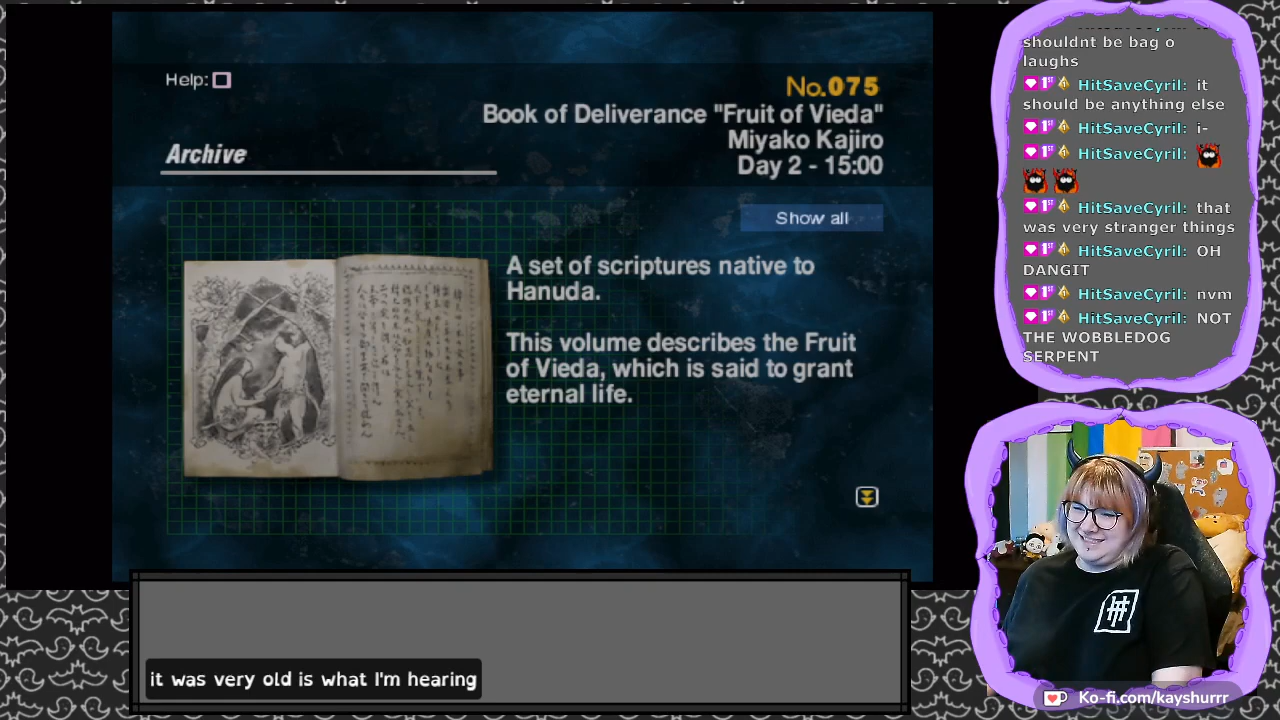 Help:
No.075
Book of Deliverance "Fruit of Vieda"
Miyako Kajiro
Day 2 - 15:00
Archive
Show all
A set of scriptures native to
Hanuda.
This volume describes the Fruit
of Vieda, which is said to grant
eternal life.
it was very old is what I'm hearing
shouldnt be bag o
laughs
HitSaveCyril: it
should be anything else
HitSaveCyril: i-
HitSaveCyril:
HitSaveCyril: that
was very stranger things
HitSaveCyril: OH
DANGIT
HitSaveCyril: nvm
HitSaveCyril: NOT
THE WOBBLEDOG
SERPENT
Ko-fi.com/kayshurrr